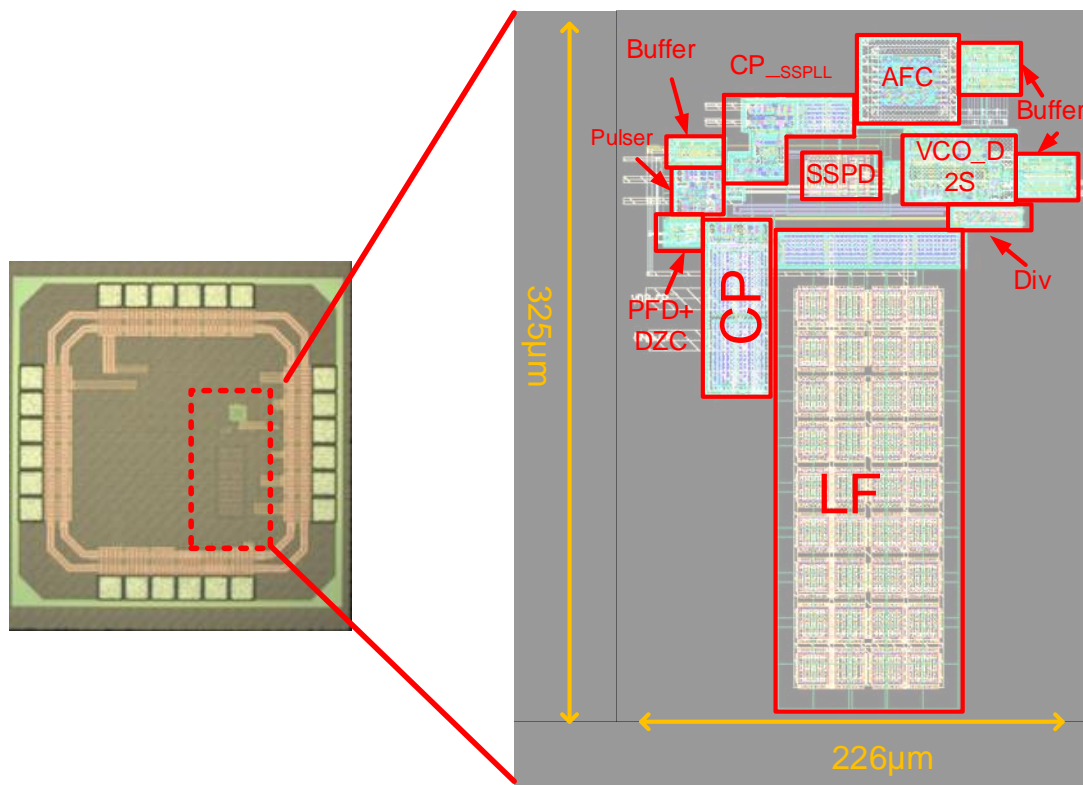 Buffer
CP_SSPLL
AFC
Buffer
Pulser
SSPD
VCO_D
2S
Div
PFD+
DZC
CP
LF
325μm
226μm